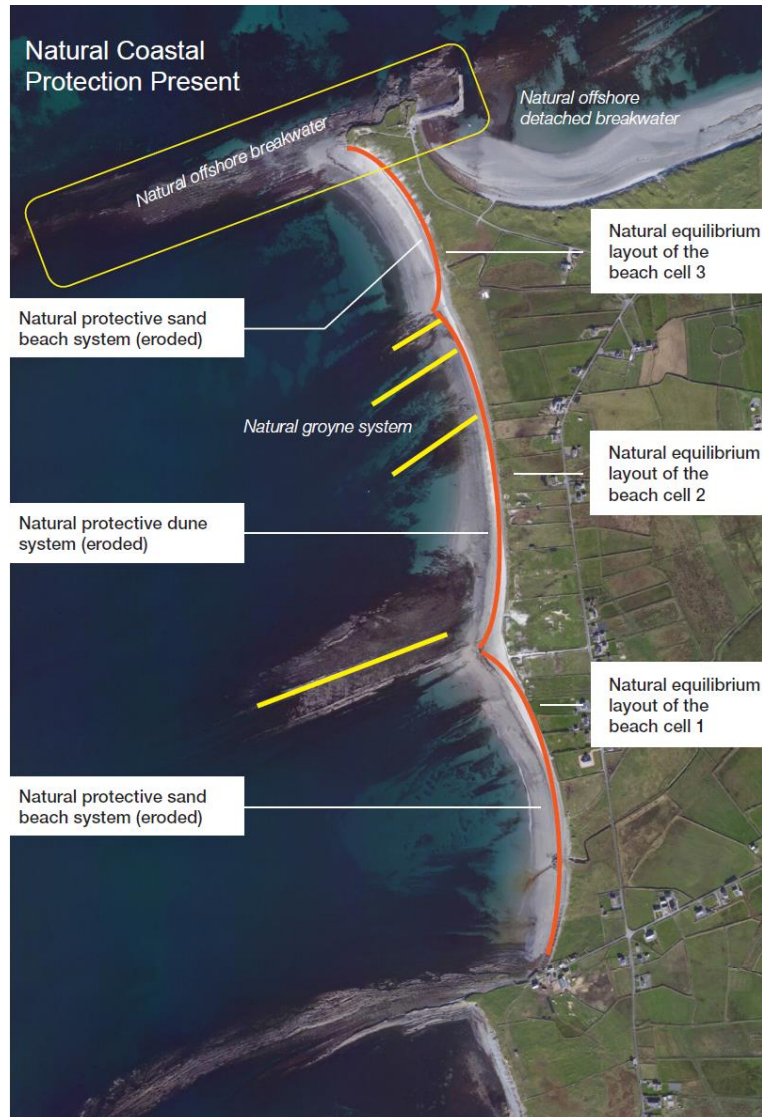 Natural Coastal
Protection Present
Natural offshore breakwater
Natural offshore
detached breakwater
Natural equilibrium
layout of the
beach cell 3
Natural protective sand
beach system (eroded)
Natural groyne system
Natural equilibrium
layout of the
beach cell 2
Natural protective dune
system (eroded)
Natural equilibrium
layout of the
beach cell 1
Natural protective sand
beach system (eroded)